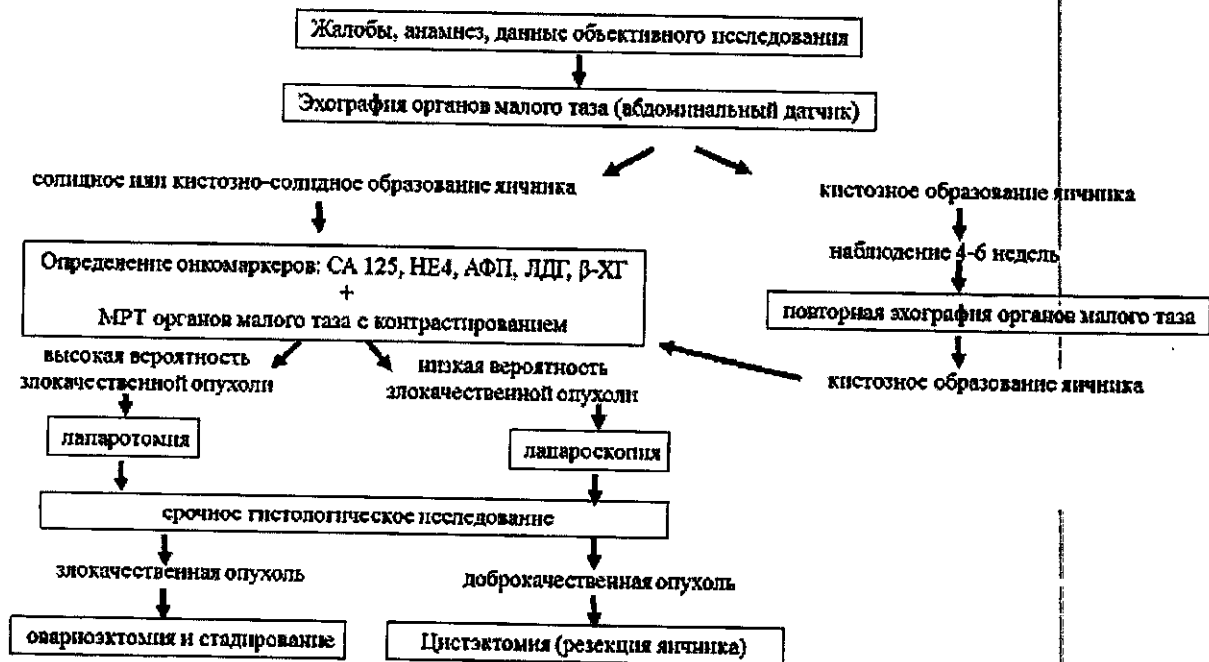 Жалобы, анамнез, данные объективного исследования
Эхография органов малого таза (абдоминальный датчик)
солидное или кистозно-солидное образование яичника
кистозное образование яичника
наблюдение 4-6 недель
Определение онкомаркеров: СА 125, НЕ4, АФП, ЛДГ, β-ХГ
+
МРТ органов малого таза с контрастированием
повторная эхография органов малого таза
кистозное образование яичника
высокая вероятность
злокачественной опухоли
низкая вероятность
злокачественной опухоли
лапаротомия
лапароскопия
срочное гистологическое исследование
злокачественная опухоль
доброкачественная опухоль
овариоэктомия и стадирование
Цистэктомия (резекция яичника)